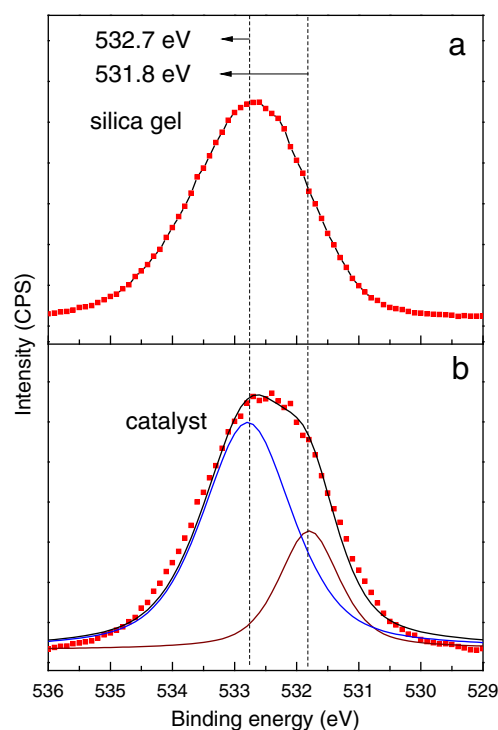 532.7 eV
a
531.8 eV
silica gel
Intensity (CPS)
b
catalyst
536 535 534 533 532 531 530 529
Binding energy (eV)